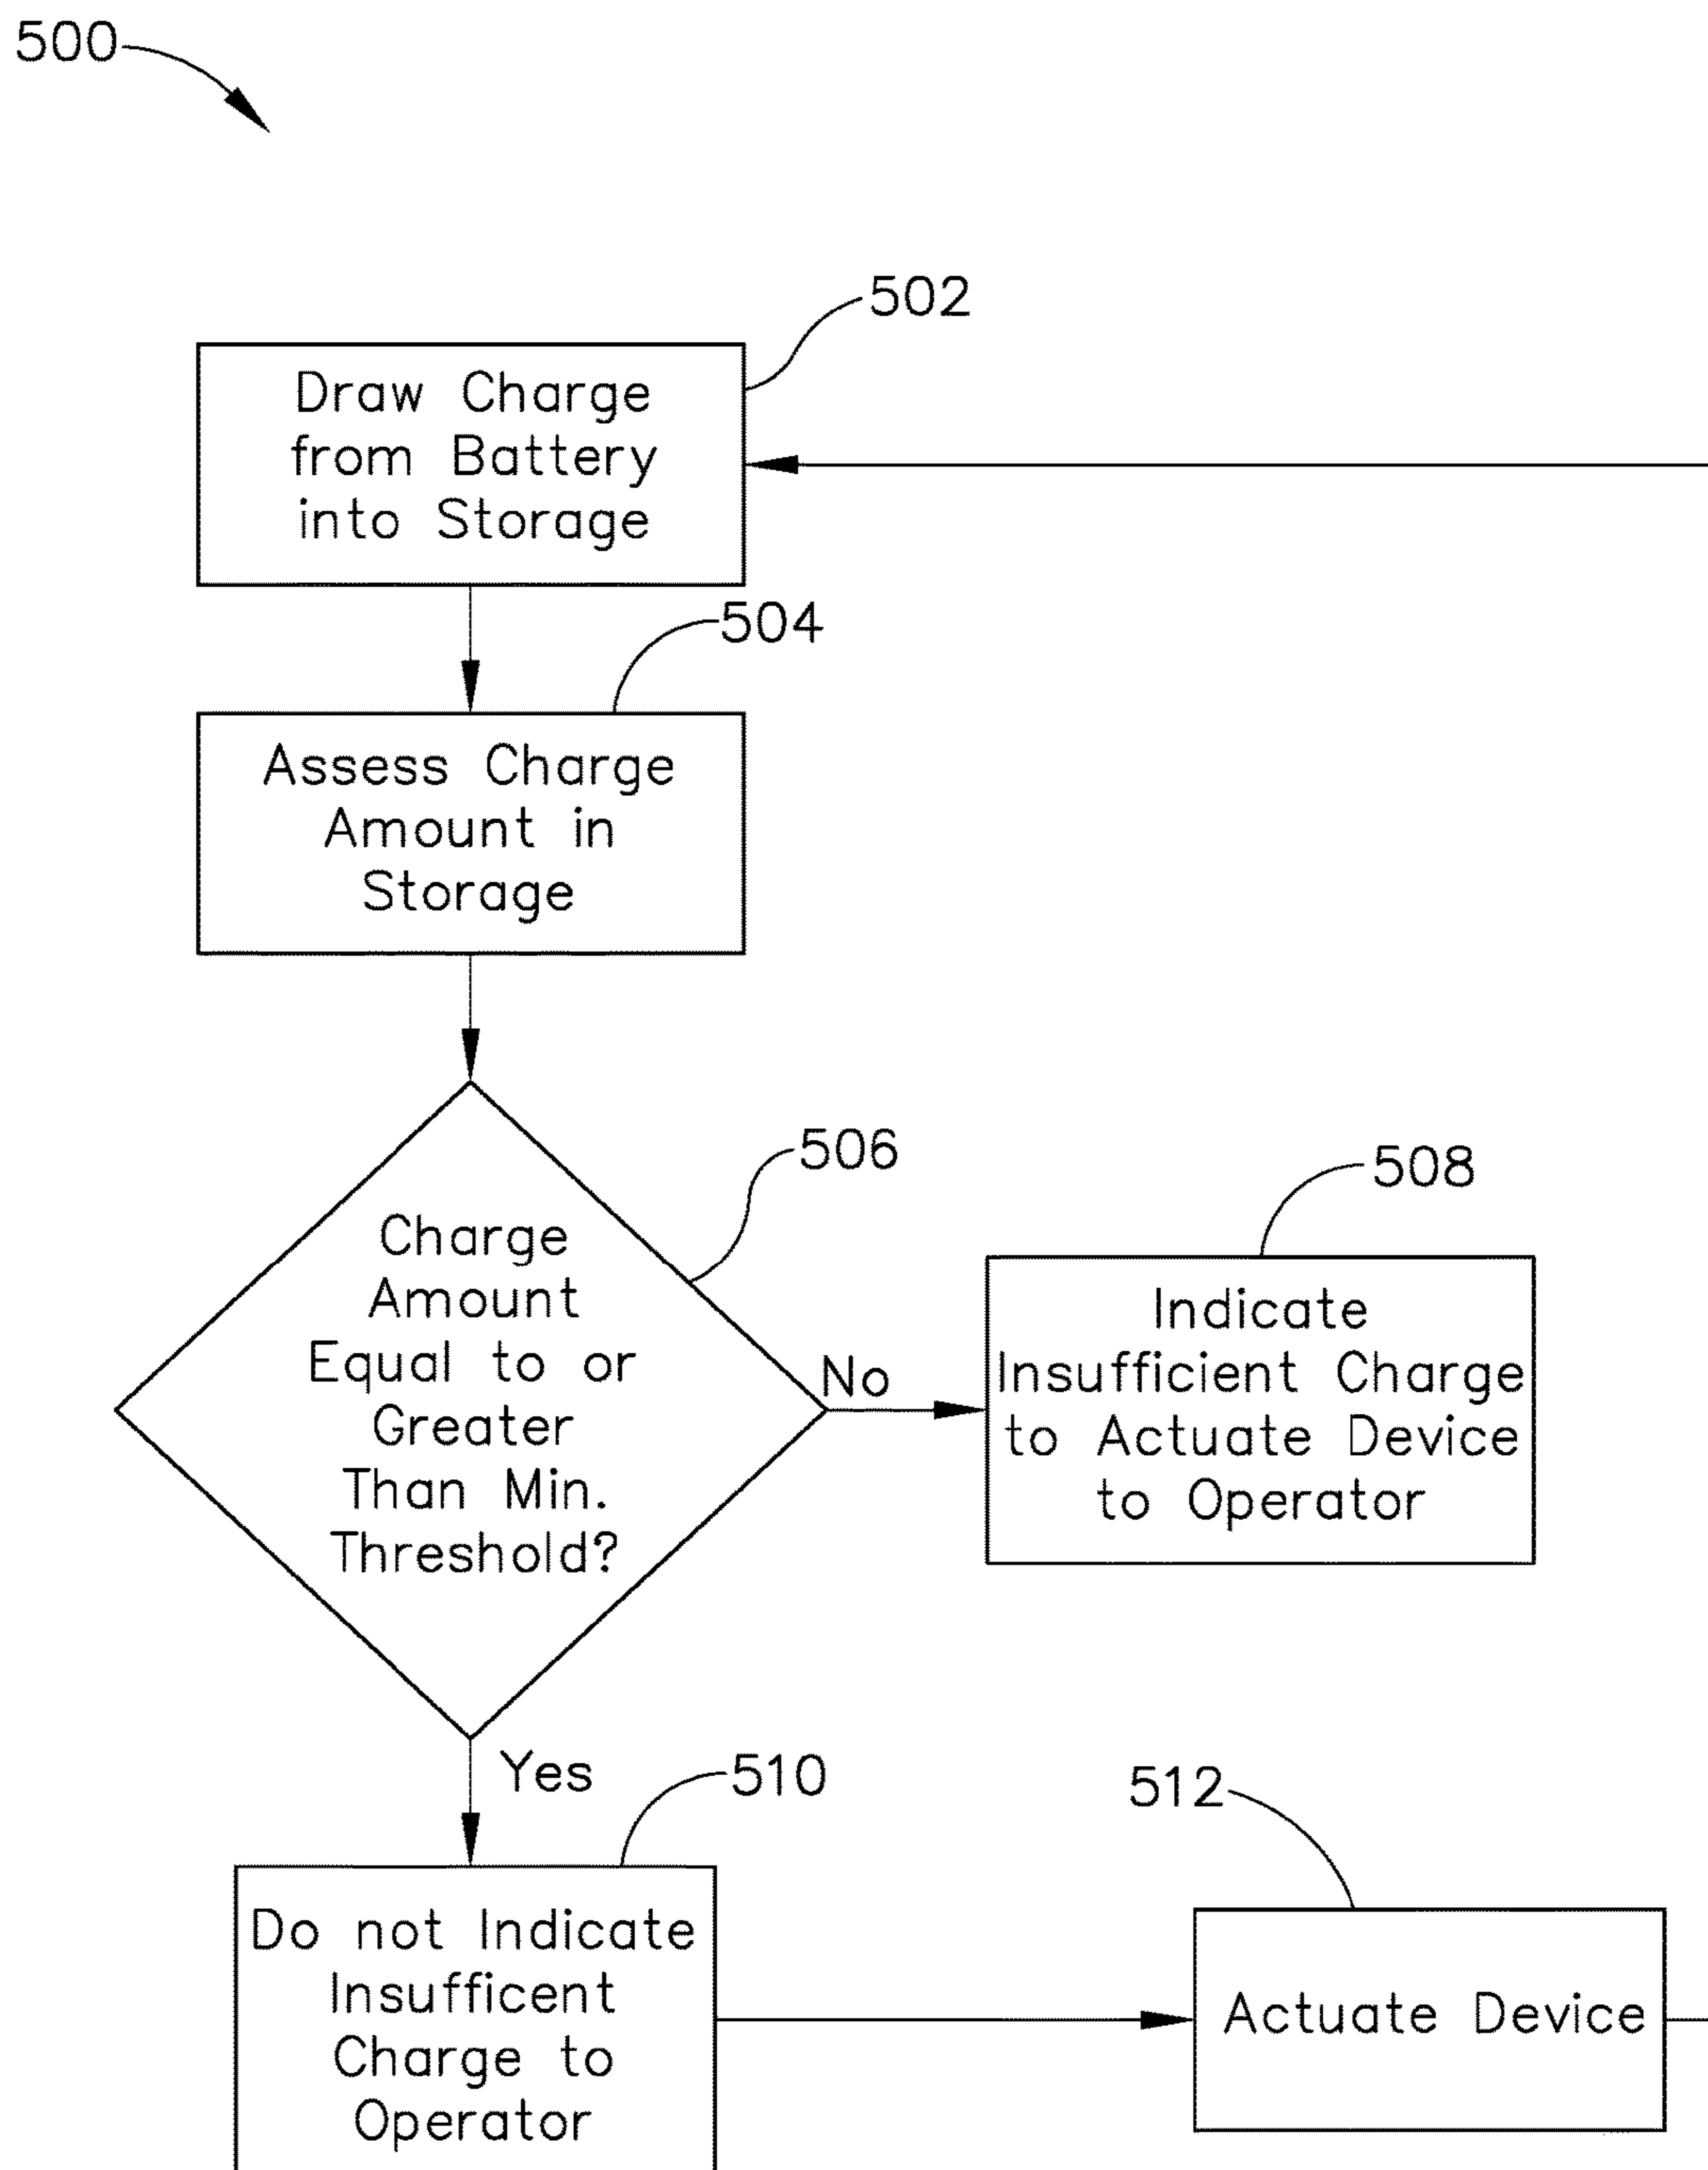 500
502
Draw Charge
from Battery
into Storage
504
Assess Charge
Amount in
Storage
506
Charge
Amount
Equal to or
Greater
Than Min.
Threshold?
No
508
Indicate
Insufficient Charge
to Actuate Device
to Operator
Yes
510
Do not Indicate
Insufficent
Charge to
Operator
512
Actuate Device